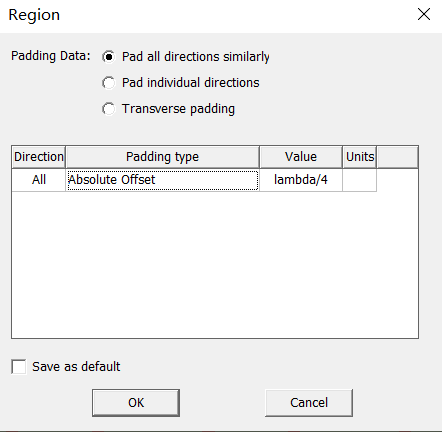 Region
Padding Data: Pad all directions similarly
Pad individual directions
Transverse padding
Direction Padding type Value Units
All Absolute Offset lambda/4
Save as default
OK Cancel